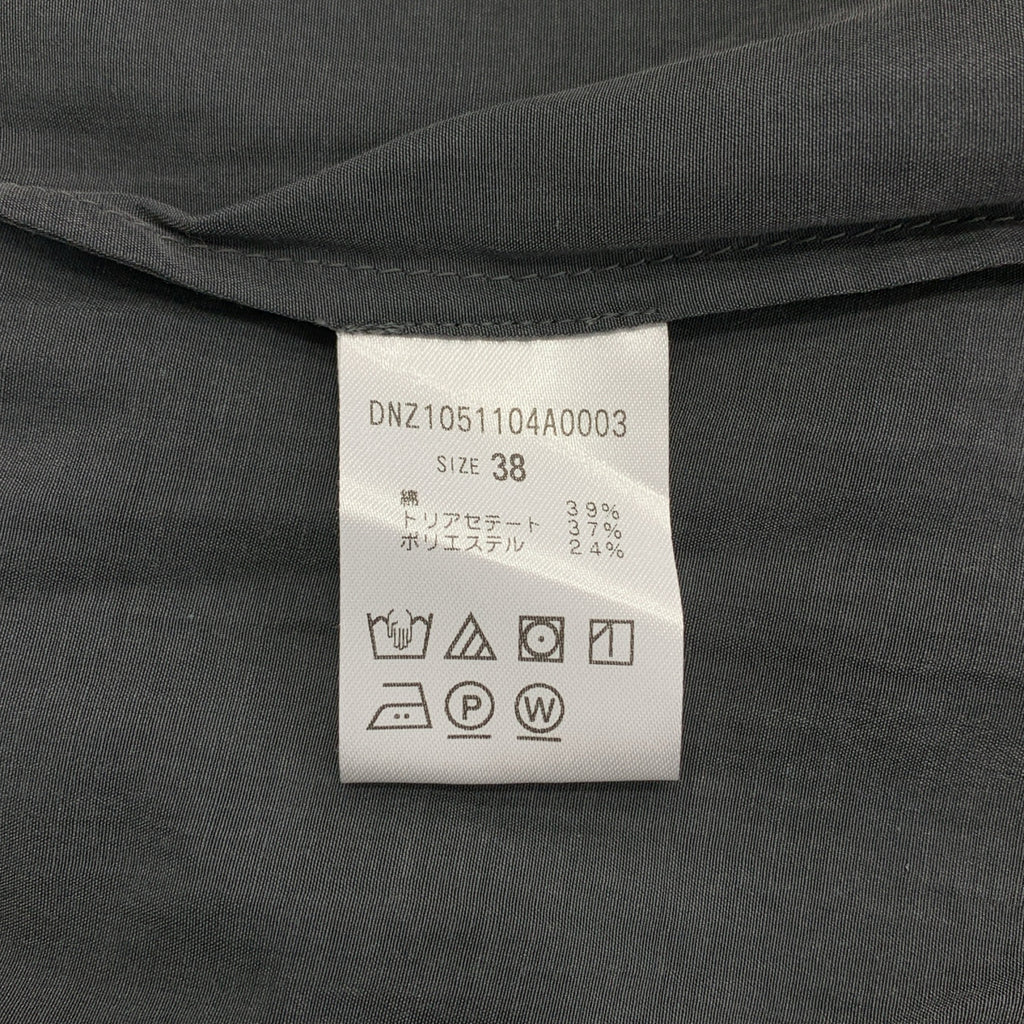 DNZ1051104A0003
SIZE 38
綿 39%
トリアセテート 37%
ポリエステル 24%
P W